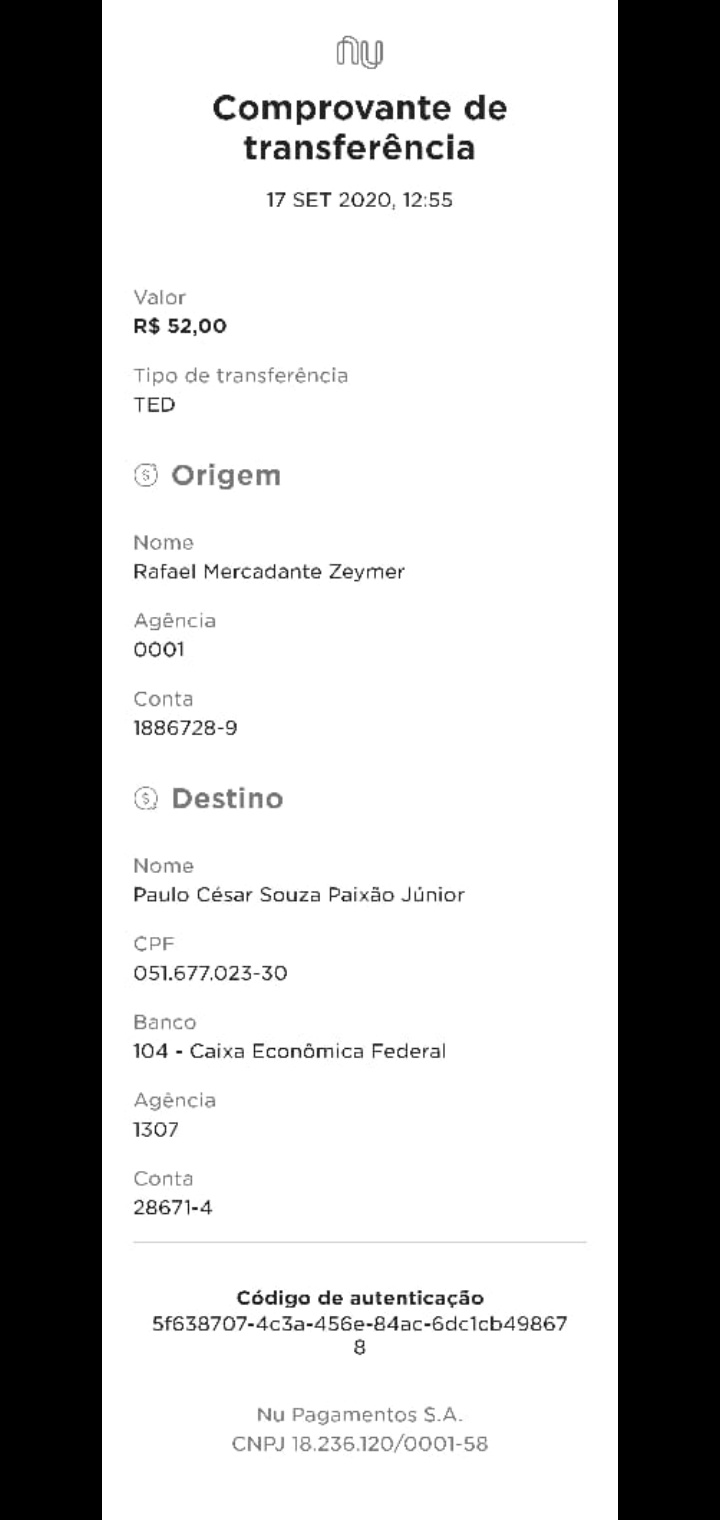 nu
Comprovante de
transferência
17 SET 2020, 12:55
Valor
R$ 52,00
Tipo de transferência
TED
Origem
Nome
Rafael Mercadante Zeymer
Agência
0001
Conta
1886728-9
Destino
Nome
Paulo César Souza Paixão Júnior
CPF
051.677.023-30
Banco
104 - Caixa Econômica Federal
Agência
1307
Conta
28671-4
Código de autenticação
5f638707-4c3a-456e-84ac-6dc1cb49867
8
Nu Pagamentos S.A.
CNPJ 18.236.120/0001-58